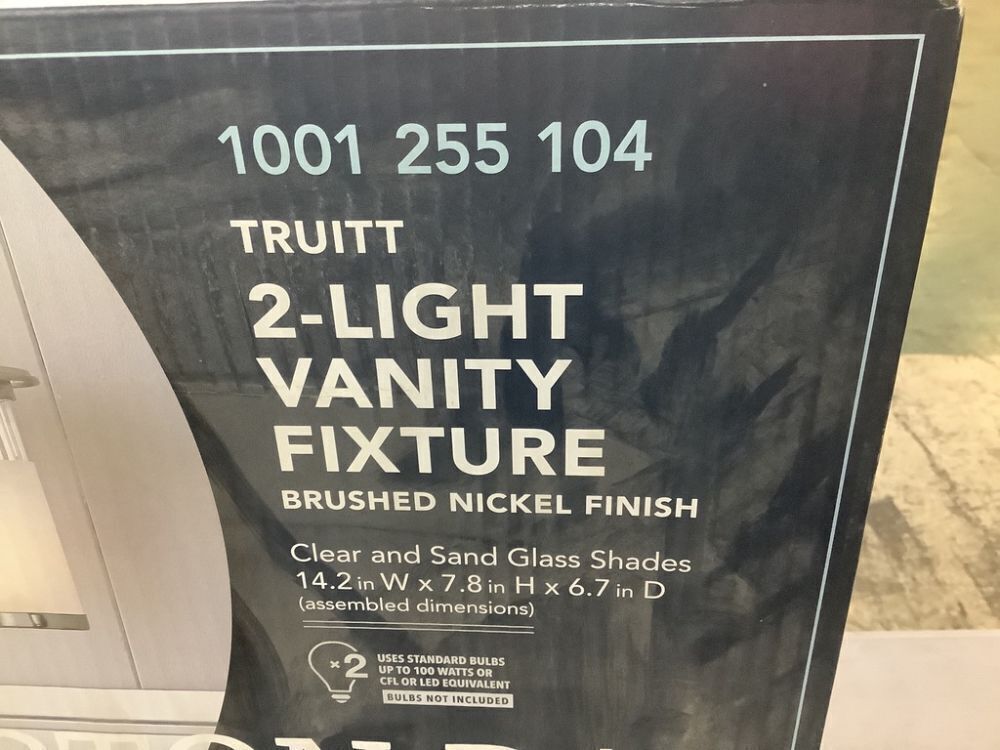 1001 255 104
TRUITT
2-LIGHT
VANITY
FIXTURE
BRUSHED NICKEL FINISH
Clear and Sand Glass Shades
14.2 in W x 7.8 in H x 6.7 in D
(assembled dimensions)
x2
USES STANDARD BULBS
UP TO 100 WATTS OR
CFL OR LED EQUIVALENT
BULBS NOT INCLUDED